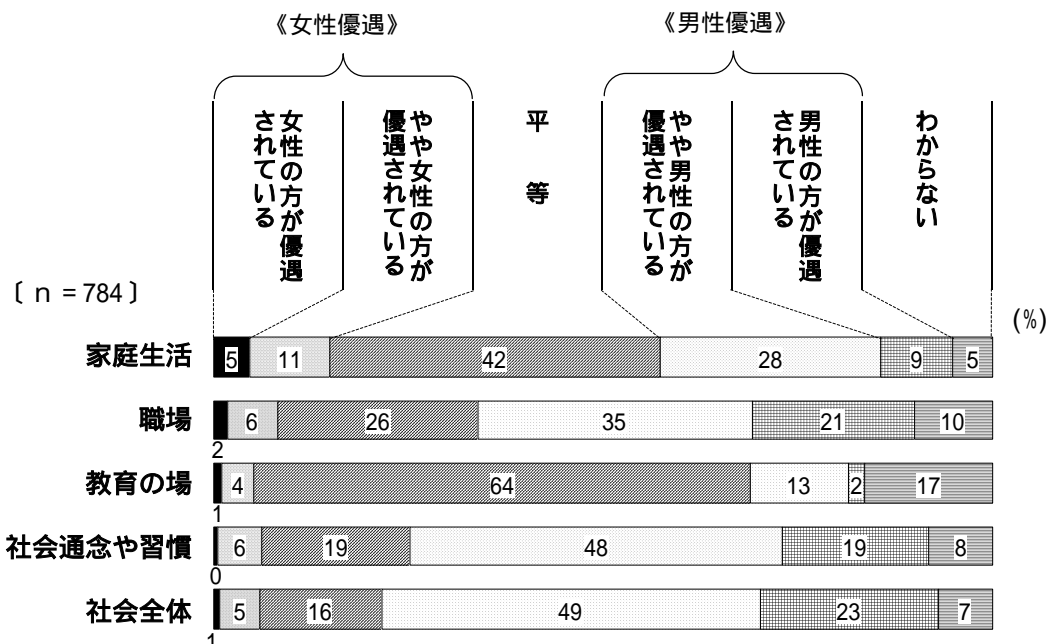 《女性優遇》
《男性優遇》
女性の方が優遇
されている
やや女性の方が
優遇されている
平等
やや男性の方が
優遇されている
男性の方が優遇
されている
わからない
〔 n = 784 〕
(%)
家庭生活 5 11 42 28 9 5
職場 2 6 26 35 21 10
教育の場 1 4 64 13 2 17
社会通念や習慣 0 6 19 48 19 8
社会全体 1 5 16 49 23 7